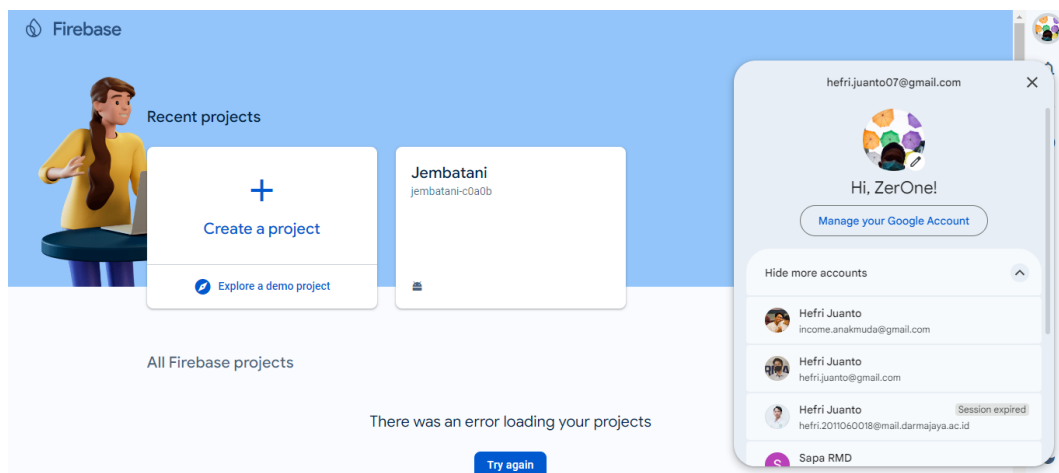 Firebase
Recent projects
Create a project
Explore a demo project
Jembatani
jembatani-c0a0b
All Firebase projects
There was an error loading your projects
Try again
hefri.juanto07@gmail.com
Hi, ZerOne!
Manage your Google Account
Hide more accounts
Hefri Juanto
income.anakmuda@gmail.com
Hefri Juanto
hefri.juanto@gmail.com
Hefri Juanto Session expired
hefri.2011060018@mail.darmajaya.ac.id
S Sapa RMD